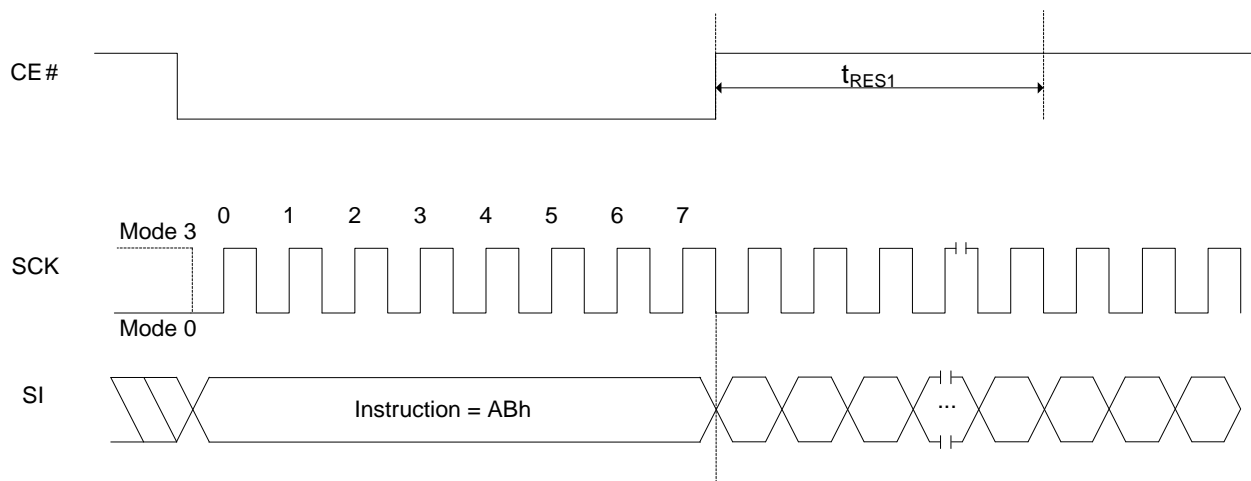 CE#
tRES1
0 1 2 3 4 5 6 7
Mode 3
SCK
Mode 0
SI
Instruction = ABh
...